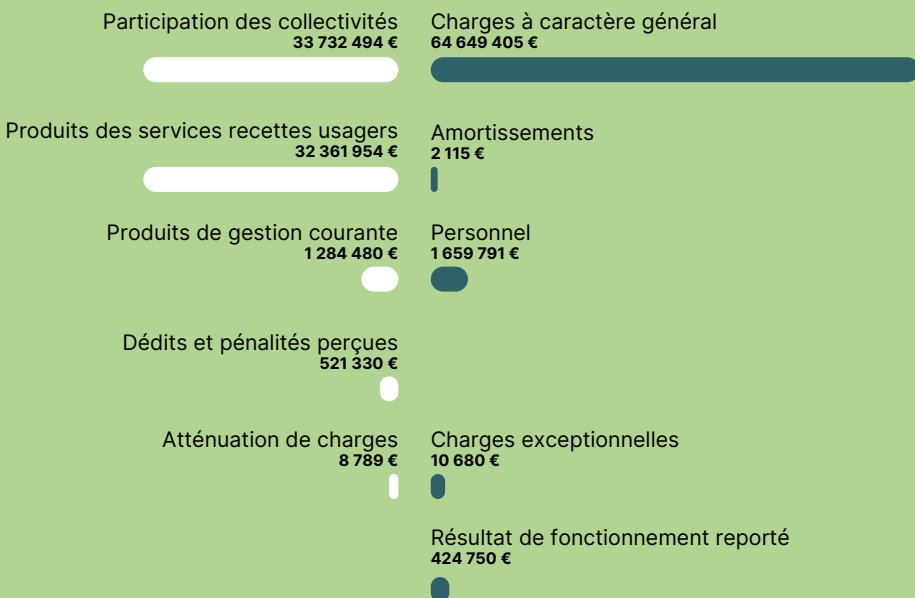 Participation des collectivités
33 732 494 €
Charges à caractère général
64 649 405 €
Produits des services recettes usagers
32 361 954 €
Amortissements
2 115 €
Produits de gestion courante
1 284 480 €
Personnel
1 659 791 €
Dédits et pénalités perçues
521 330 €
Atténuation de charges
8 789 €
Charges exceptionnelles
10 680 €
Résultat de fonctionnement reporté
424 750 €